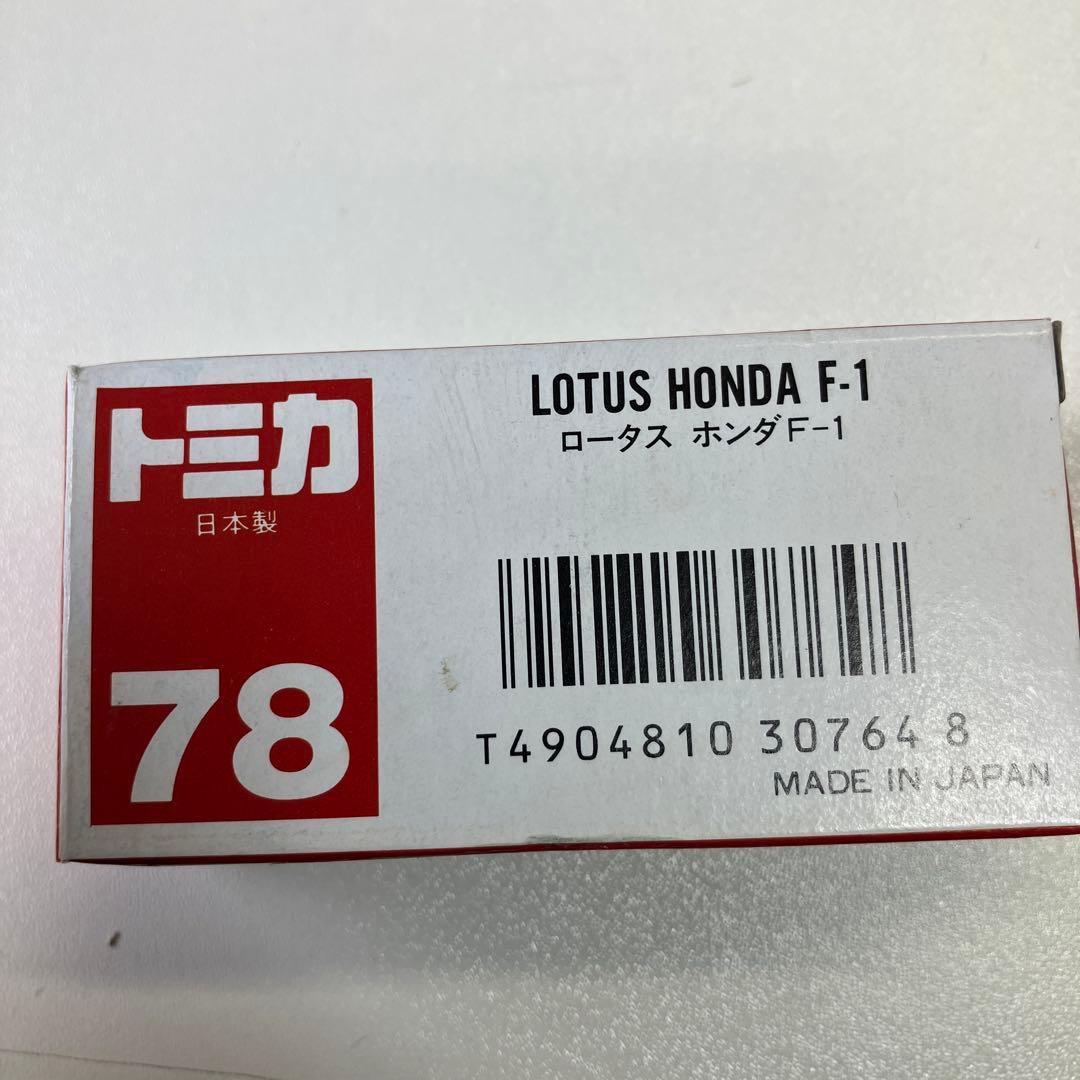 トミカ
日本製
78
LOTUS HONDA F-1
ロータス ホンダF-1
T4904810 30764 8
MADE IN JAPAN